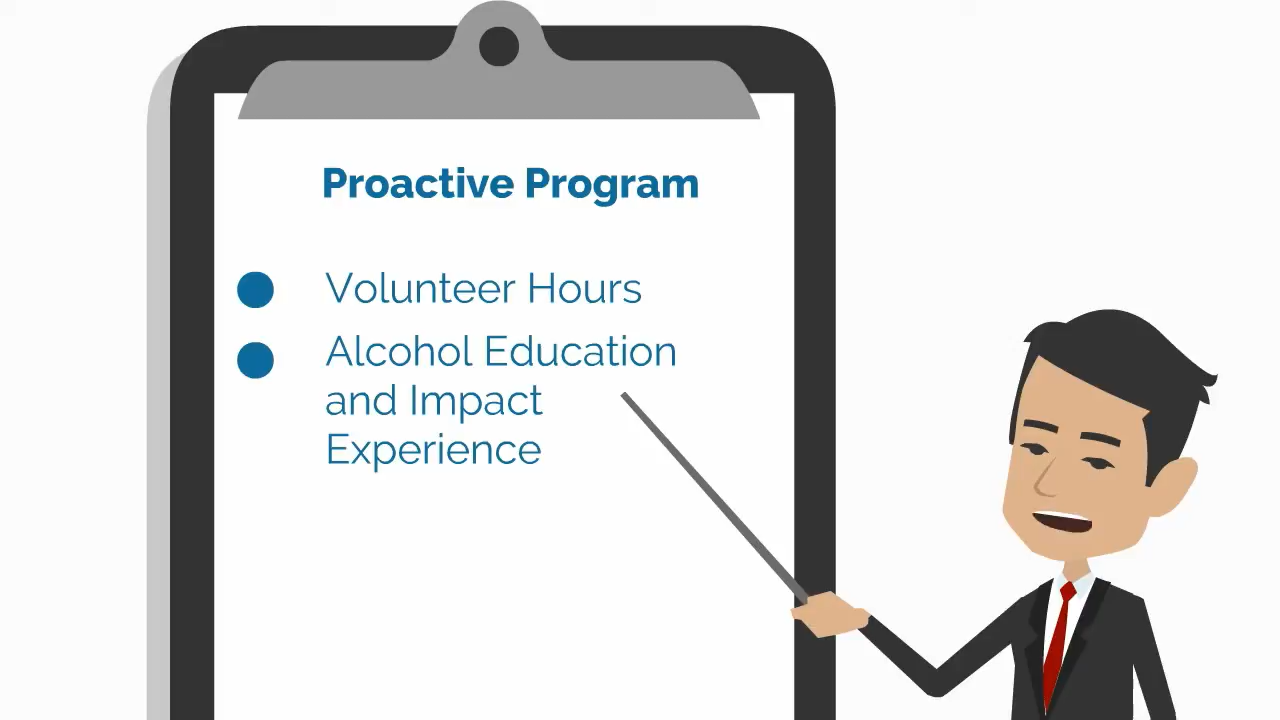 Proactive Program
Volunteer Hours
Alcohol Education
and Impact
Experience